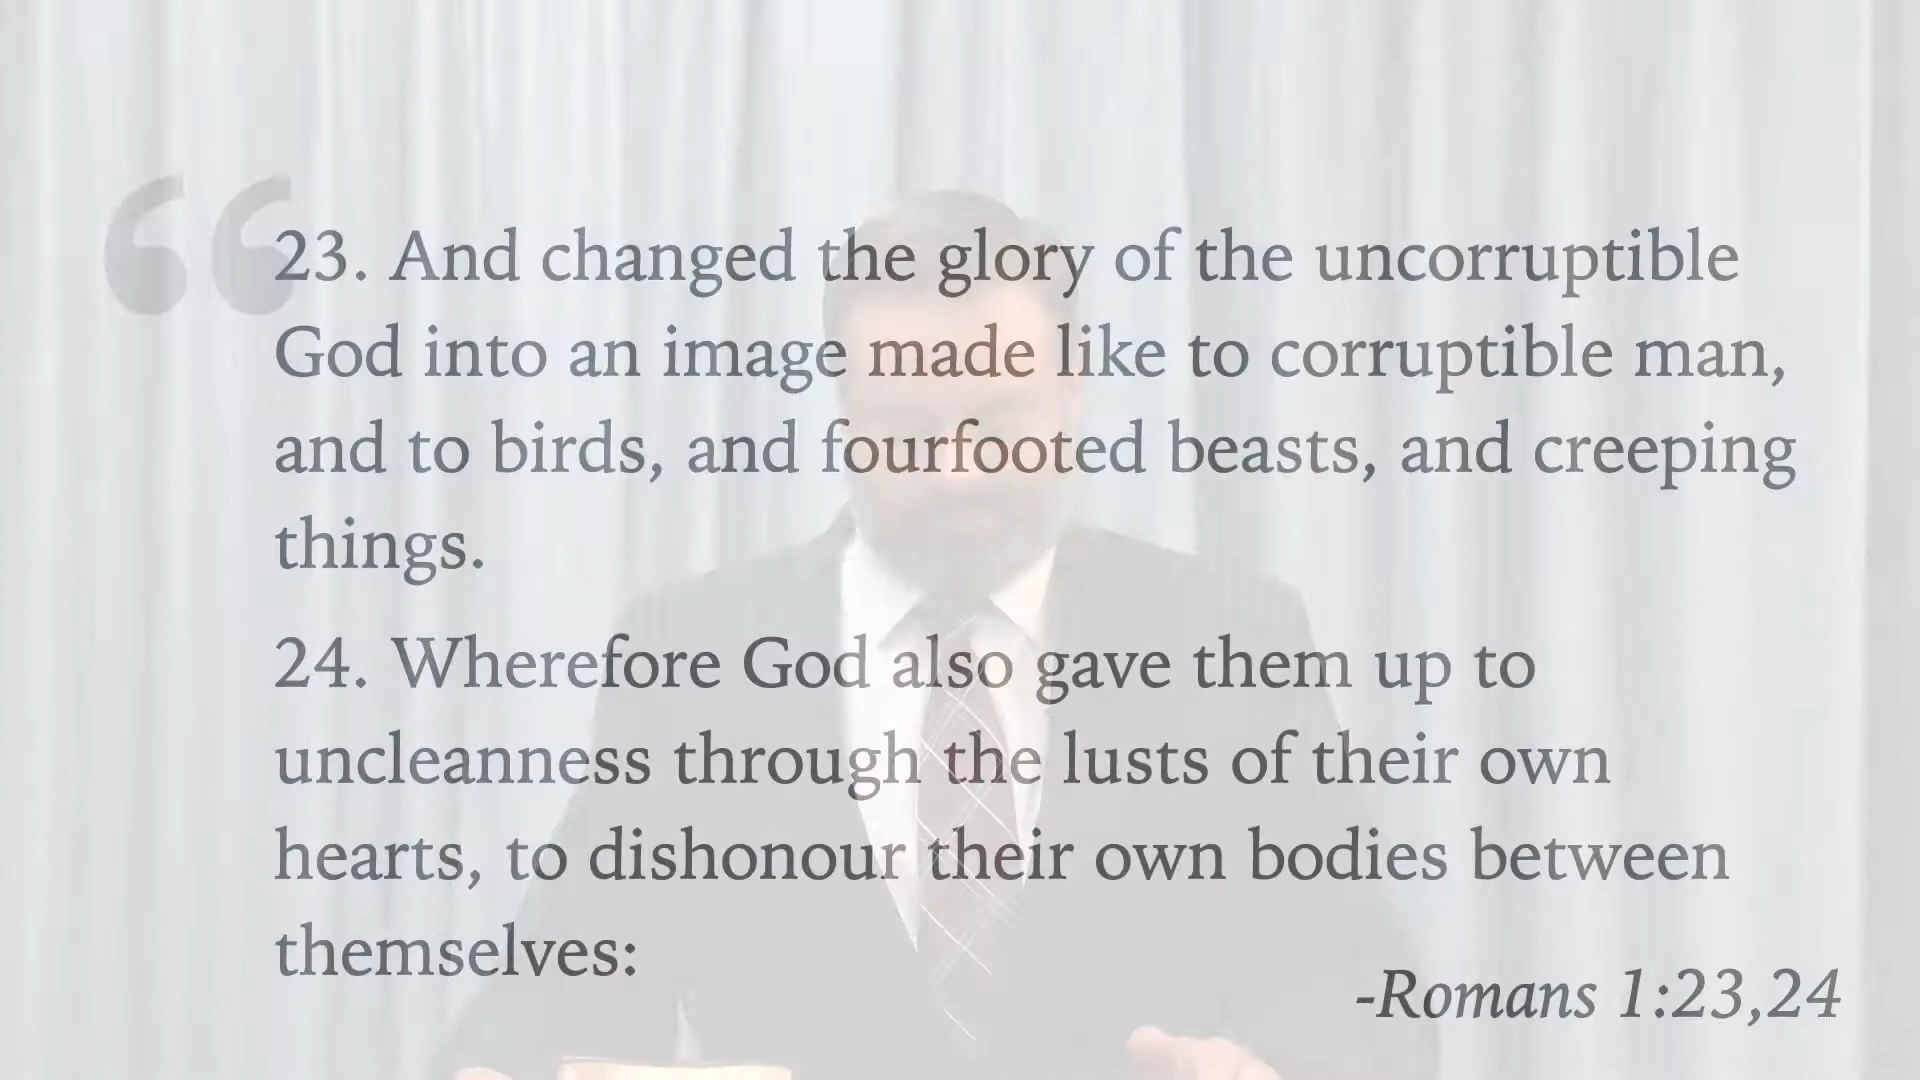 “
23. And changed the glory of the uncorruptible
God into an image made like to corruptible man,
and to birds, and fourfooted beasts, and creeping
things.
24. Wherefore God also gave them up to
uncleanness through the lusts of their own
hearts, to dishonour their own bodies between
themselves:
-Romans 1:23,24